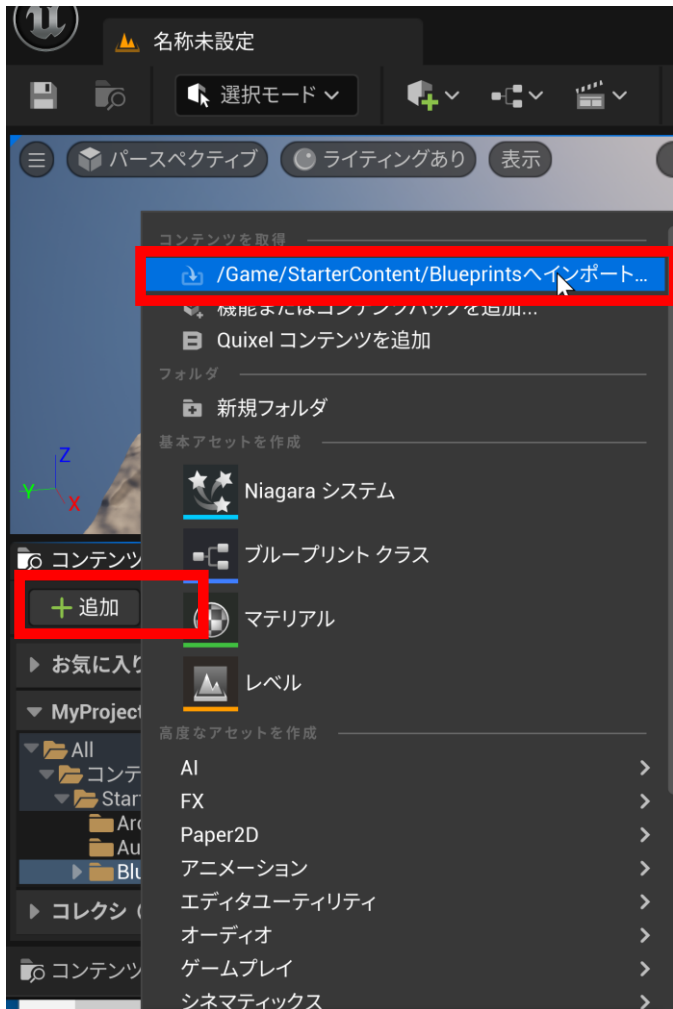 名称未設定
選択モード
パースペクティブ
ライティングあり
表示
コンテンツを取得
/Game/StarterContent/Blueprintsへインポート...
機能またはコンテンツパックを追加...
Quixel コンテンツを追加
フォルダ
新規フォルダ
基本アセットを作成
Z
Y
X
Niagara システム
コンテンツ
ブループリント クラス
追加
マテリアル
お気に入り
レベル
MyProject
高度なアセットを作成
All
AI
コンテ
FX
Star
Arc
Paper2D
Au
アニメーション
Blu
エディタユーティリティ
コレクシ
オーディオ
コンテンツ
ゲームプレイ
シネマティックス